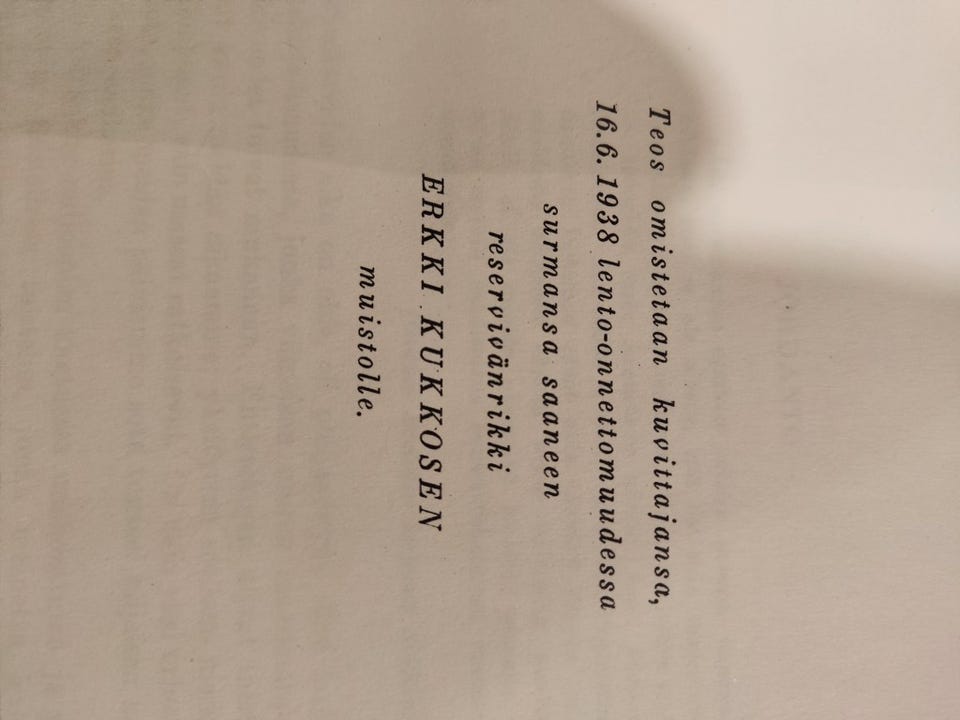 Teos omistetaan kuvittajansa,
16.6.1938 lento-onnettomuudessa
surmansa saaneen
reservivänrikki
ERKKI KUKKOSEN
muistolle.